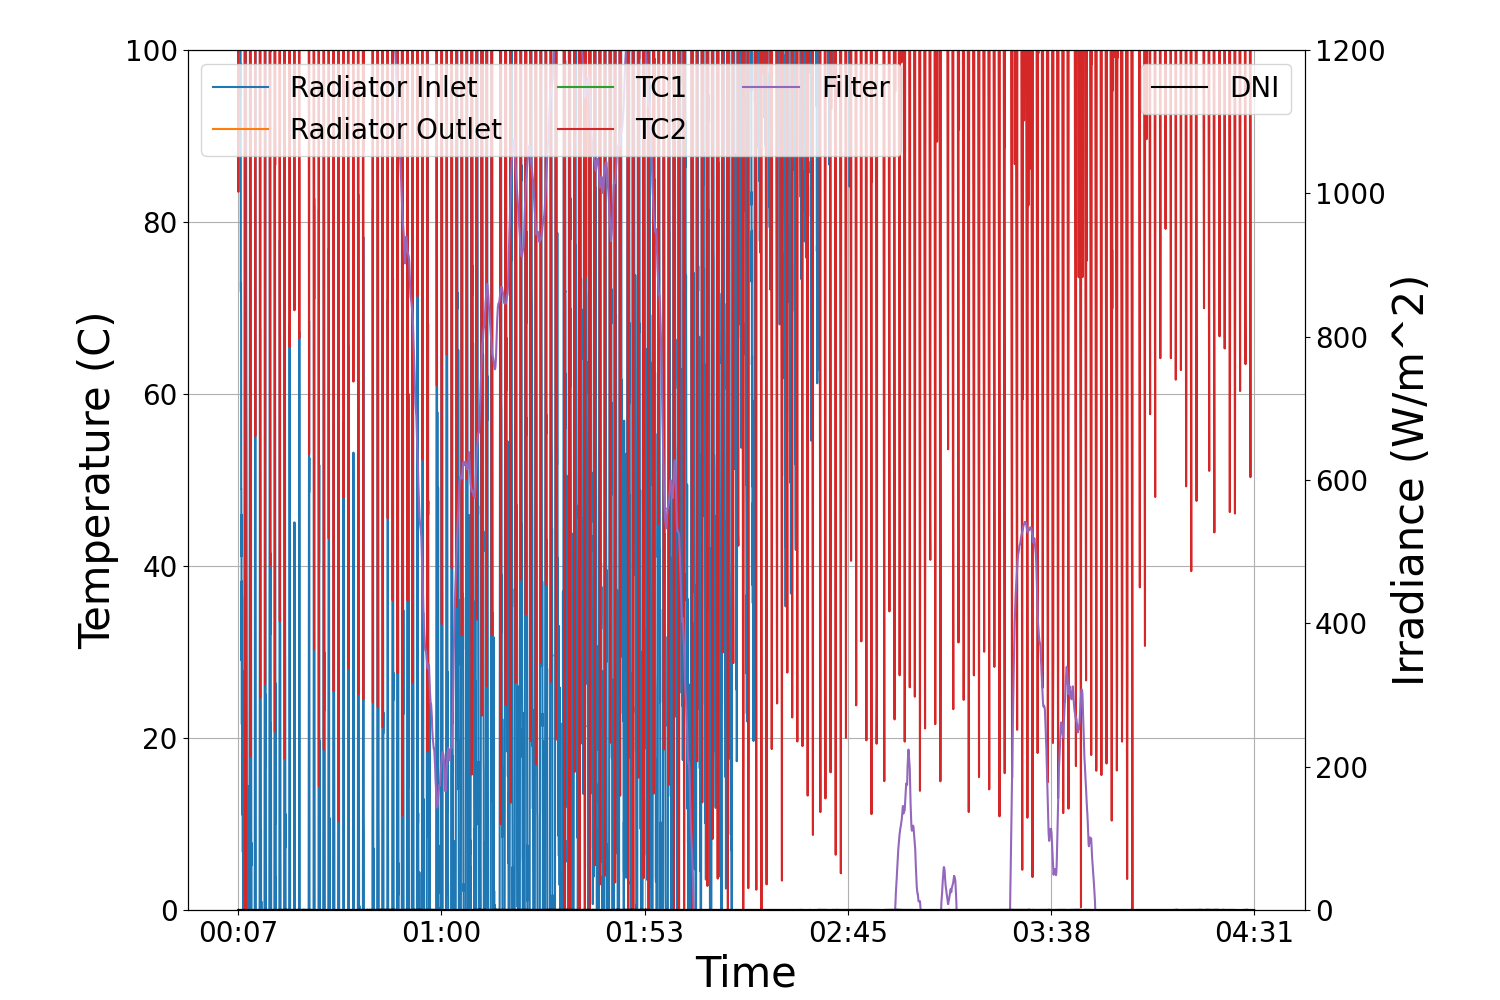 Radiator Inlet
Radiator Outlet
TC1
TC2
Filter
DNI
Temperature (C)
100
80
60
40
20
0
Irradiance (W/m^2)
1200
1000
800
600
400
200
0
00:07 01:00 01:53 02:45 03:38 04:31
Time